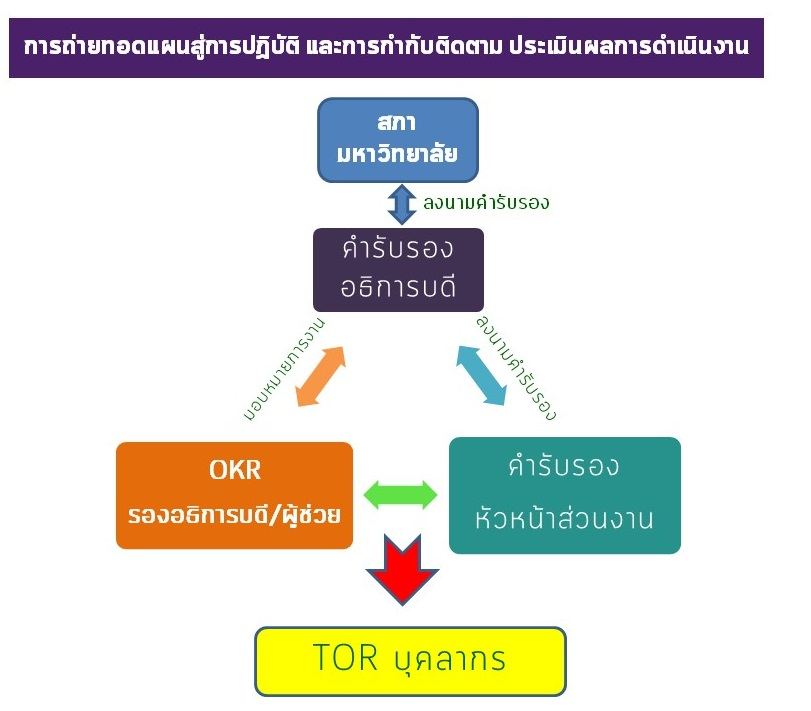 การถ่ายทอดแผนสู่การปฏิบัติ และการกำกับติดตาม ประเมินผลการดำเนินงาน
สภา
มหาวิทยาลัย
ลงนามคำรับรอง
คำรับรอง
อธิการบดี
มอบหมายภารงาน
ลงนามคำรับรอง
OKR
รองอธิการบดี/ผู้ช่วย
คำรับรอง
หัวหน้าส่วนงาน
TOR บุคลากร